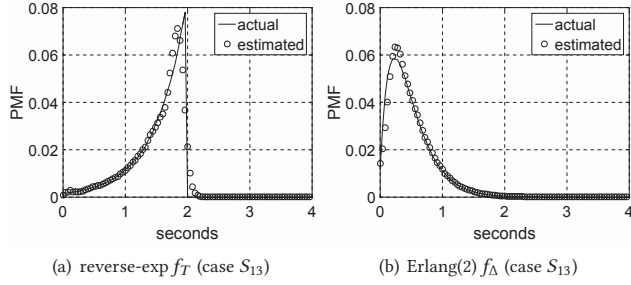 0.08
0.06
0.04
0.02
0
PMF
actual
estimated
0 1 2 3 4
seconds
(a) reverse-exp f_T (case S_13)
0.08
0.06
0.04
0.02
0
PMF
actual
estimated
0 1 2 3 4
seconds
(b) Erlang(2) f_Δ (case S_13)